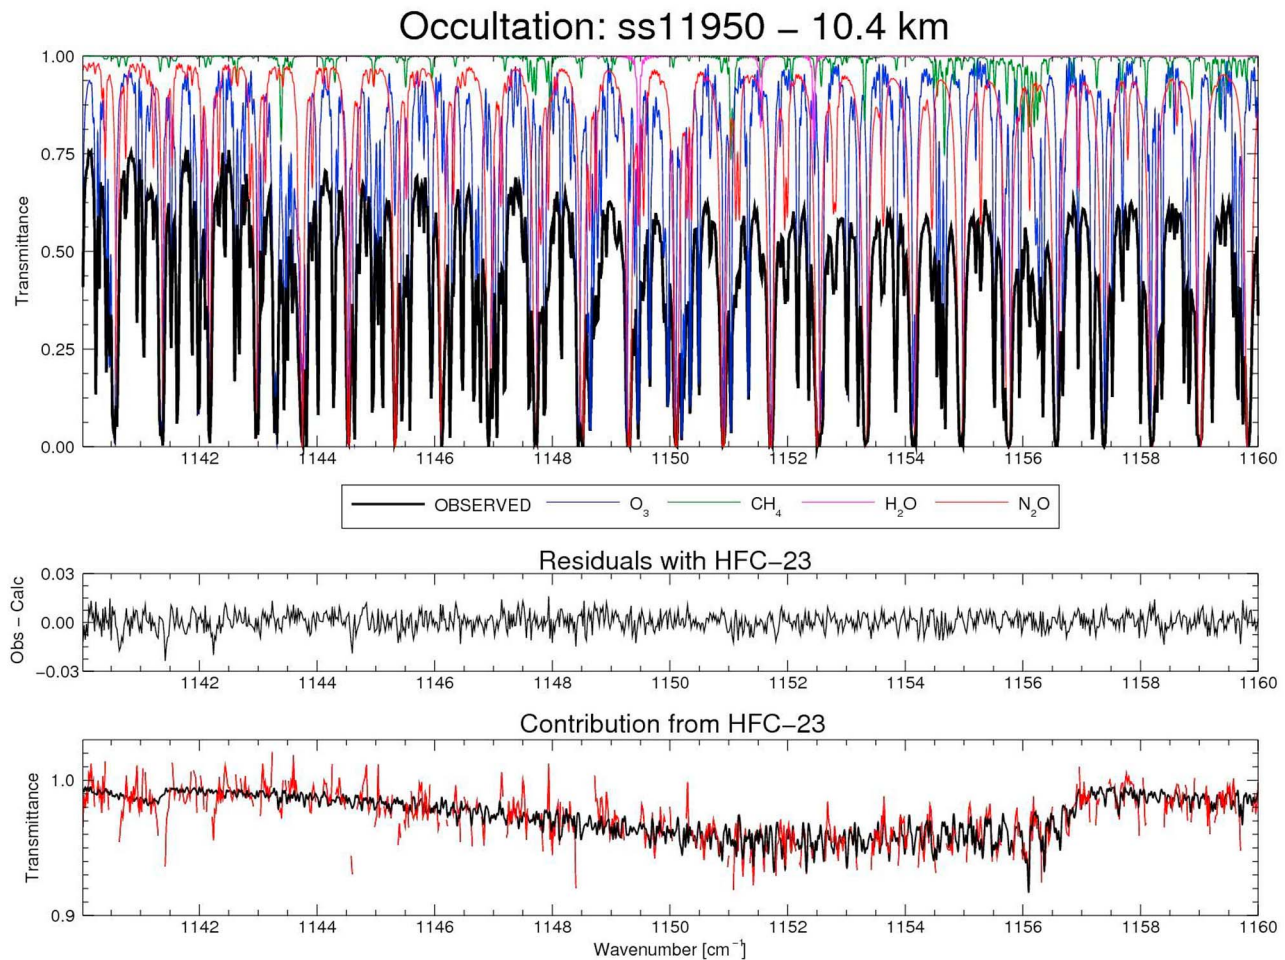 Occultation: ss11950 − 10.4 km
1.00
0.75
0.50
0.25
0.00
Transmittance
1142 1144 1146 1148 1150 1152 1154 1156 1158 1160
OBSERVED O₃ CH₄ H₂O N₂O
Residuals with HFC−23
0.03
0.00
−0.03
Obs − Calc
1142 1144 1146 1148 1150 1152 1154 1156 1158 1160
Contribution from HFC−23
1.0
0.9
Transmittance
1142 1144 1146 1148 1150 1152 1154 1156 1158 1160
Wavenumber [cm⁻¹]